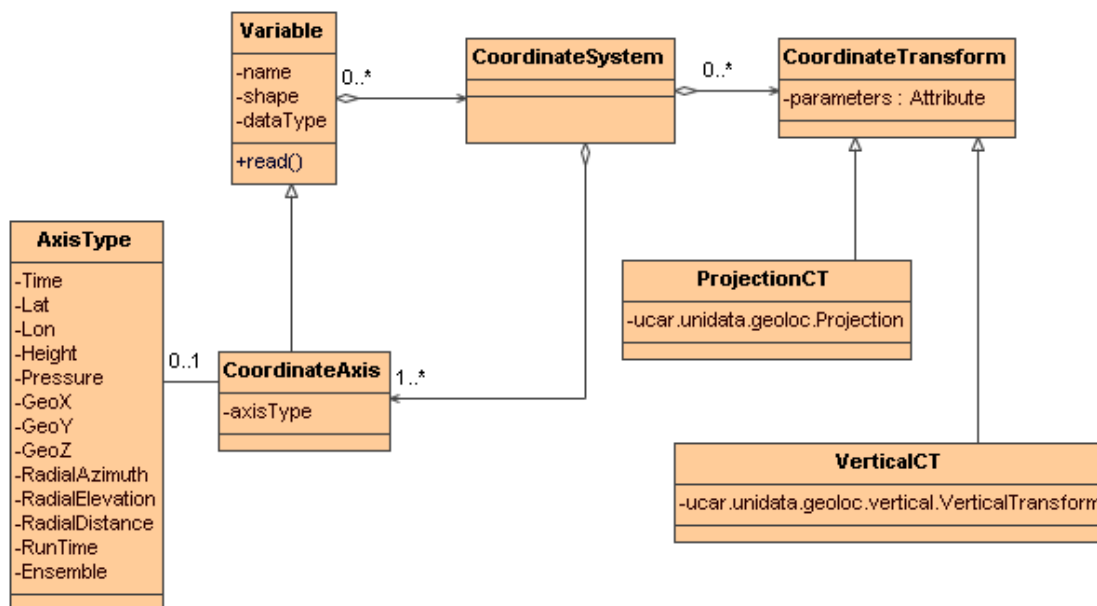 Variable
-name
-shape
-dataType
+read()
0..*
CoordinateSystem
0..*
CoordinateTransform
-parameters : Attribute
AxisType
-Time
-Lat
-Lon
-Height
-Pressure
-GeoX
-GeoY
-GeoZ
-RadialAzimuth
-RadialElevation
-RadialDistance
-RunTime
-Ensemble
0..1
CoordinateAxis
-axisType
1..*
ProjectionCT
-ucar.unidata.geoloc.Projection
VerticalCT
-ucar.unidata.geoloc.vertical.VerticalTransform